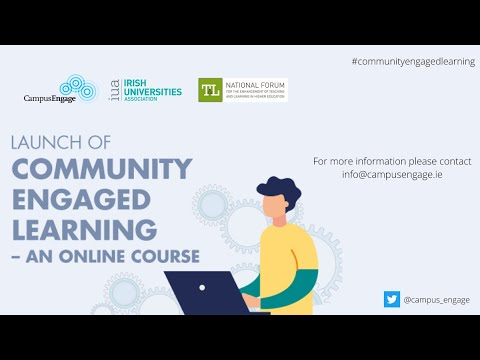 #communityengagedlearning
CampusEngage
iua
IRISH
UNIVERSITIES
ASSOCIATION
TL
NATIONAL FORUM
FOR THE ENHANCEMENT OF TEACHING
AND LEARNING IN HIGHER EDUCATION
LAUNCH OF
COMMUNITY
ENGAGED
LEARNING
– AN ONLINE COURSE
For more information please contact
info@campusengage.ie
@campus_engage